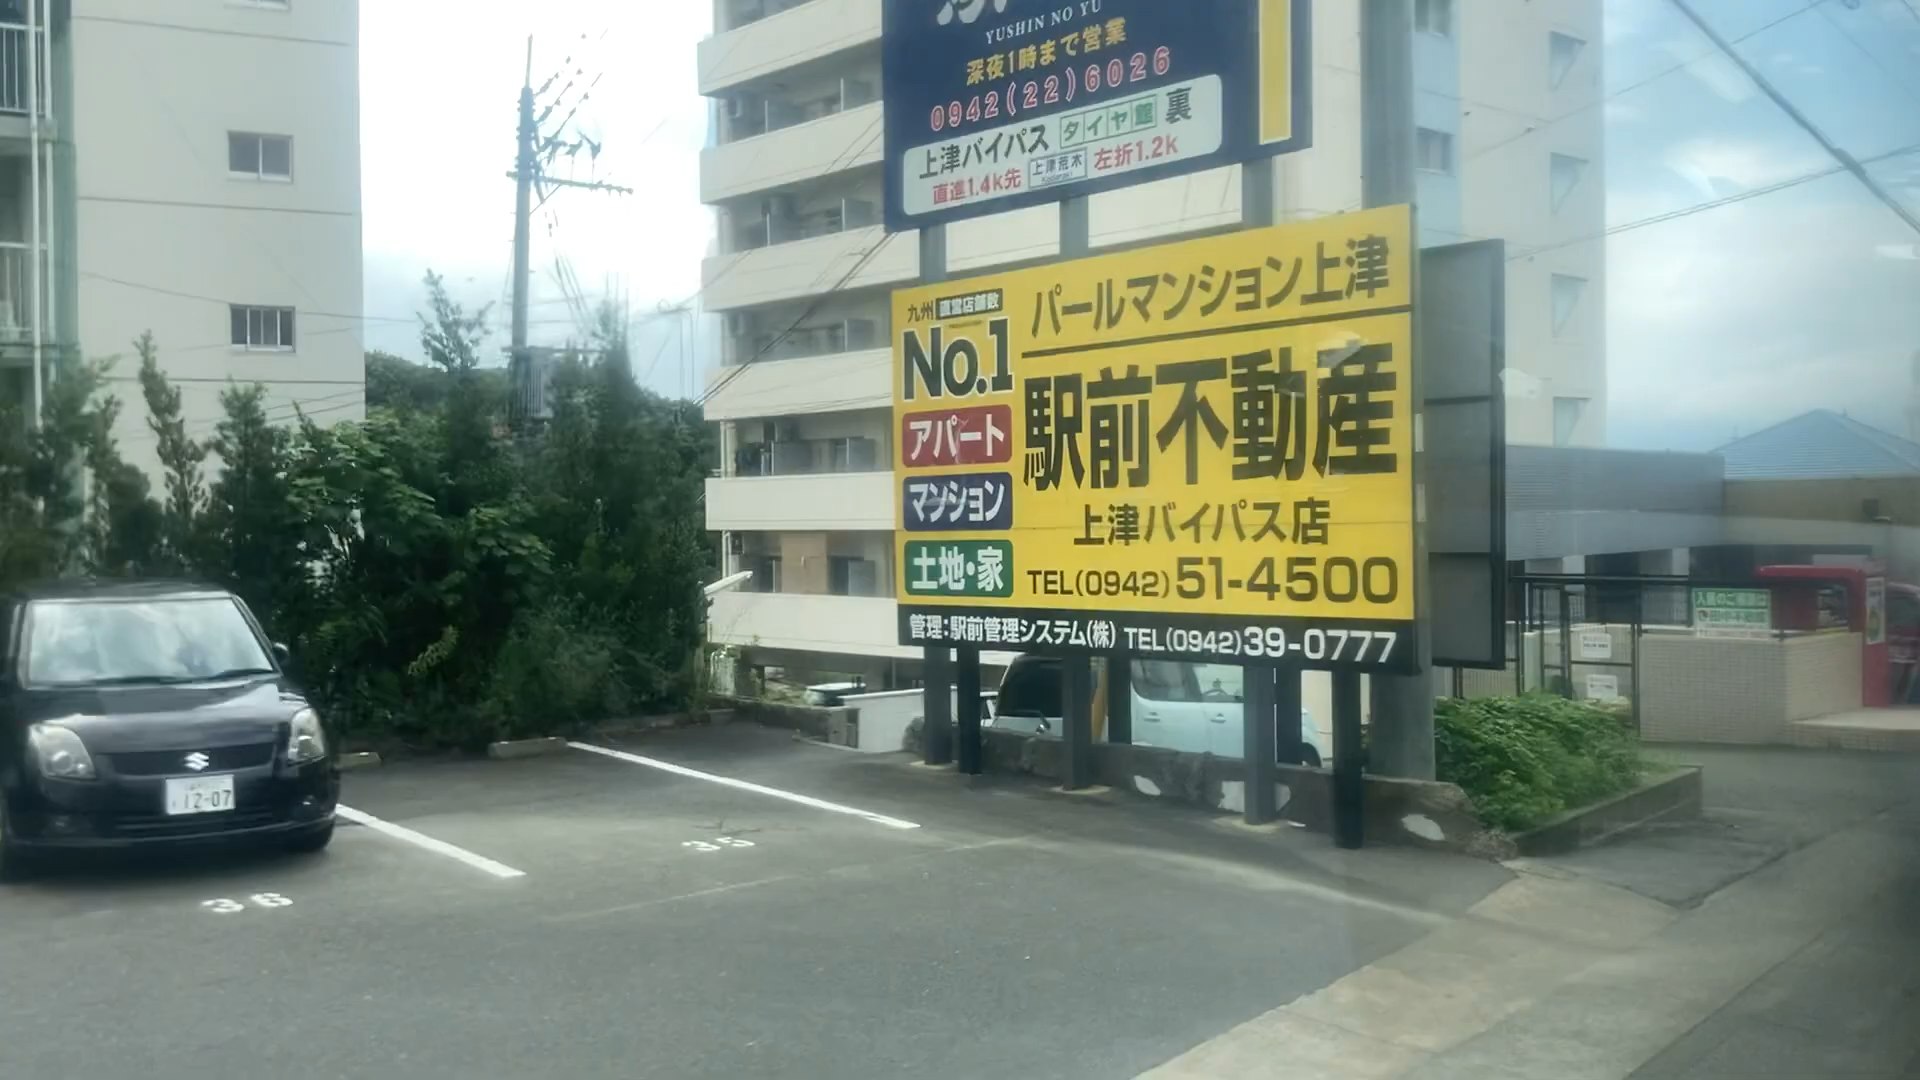 YUSHIN NO YU
深夜1時まで営業
0942(22)6026
上津バイパス タイヤ館 裏
直進1.4k先 上津荒木 左折1.2k
パールマンション上津
九州 直営店舗数
No.1
駅前不動産
アパート
マンション
土地・家
上津バイパス店
TEL(0942)51-4500
管理:駅前管理システム(株) TEL(0942)39-0777
12-07
35
36